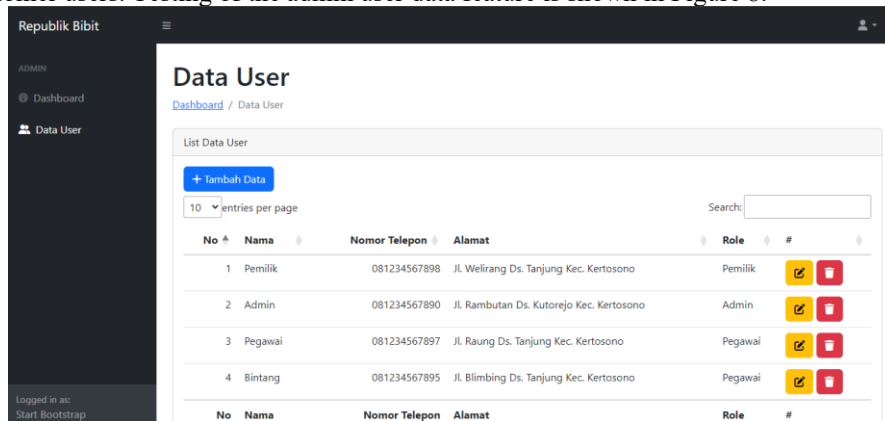 Republik Bibit
ADMIN
Dashboard
Data User
Logged in as:
Start Bootstrap
Data User
Dashboard / Data User
List Data User
+ Tambah Data
10 entries per page
Search:
No Nama Nomor Telepon Alamat Role #
1 Pemilik 081234567898 Jl. Welirang Ds. Tanjung Kec. Kertosono Pemilik
2 Admin 081234567890 Jl. Rambutan Ds. Kutorejo Kec. Kertosono Admin
3 Pegawai 081234567897 Jl. Raung Ds. Tanjung Kec. Kertosono Pegawai
4 Bintang 081234567895 Jl. Blimbing Ds. Tanjung Kec. Kertosono Pegawai
No Nama Nomor Telepon Alamat Role #